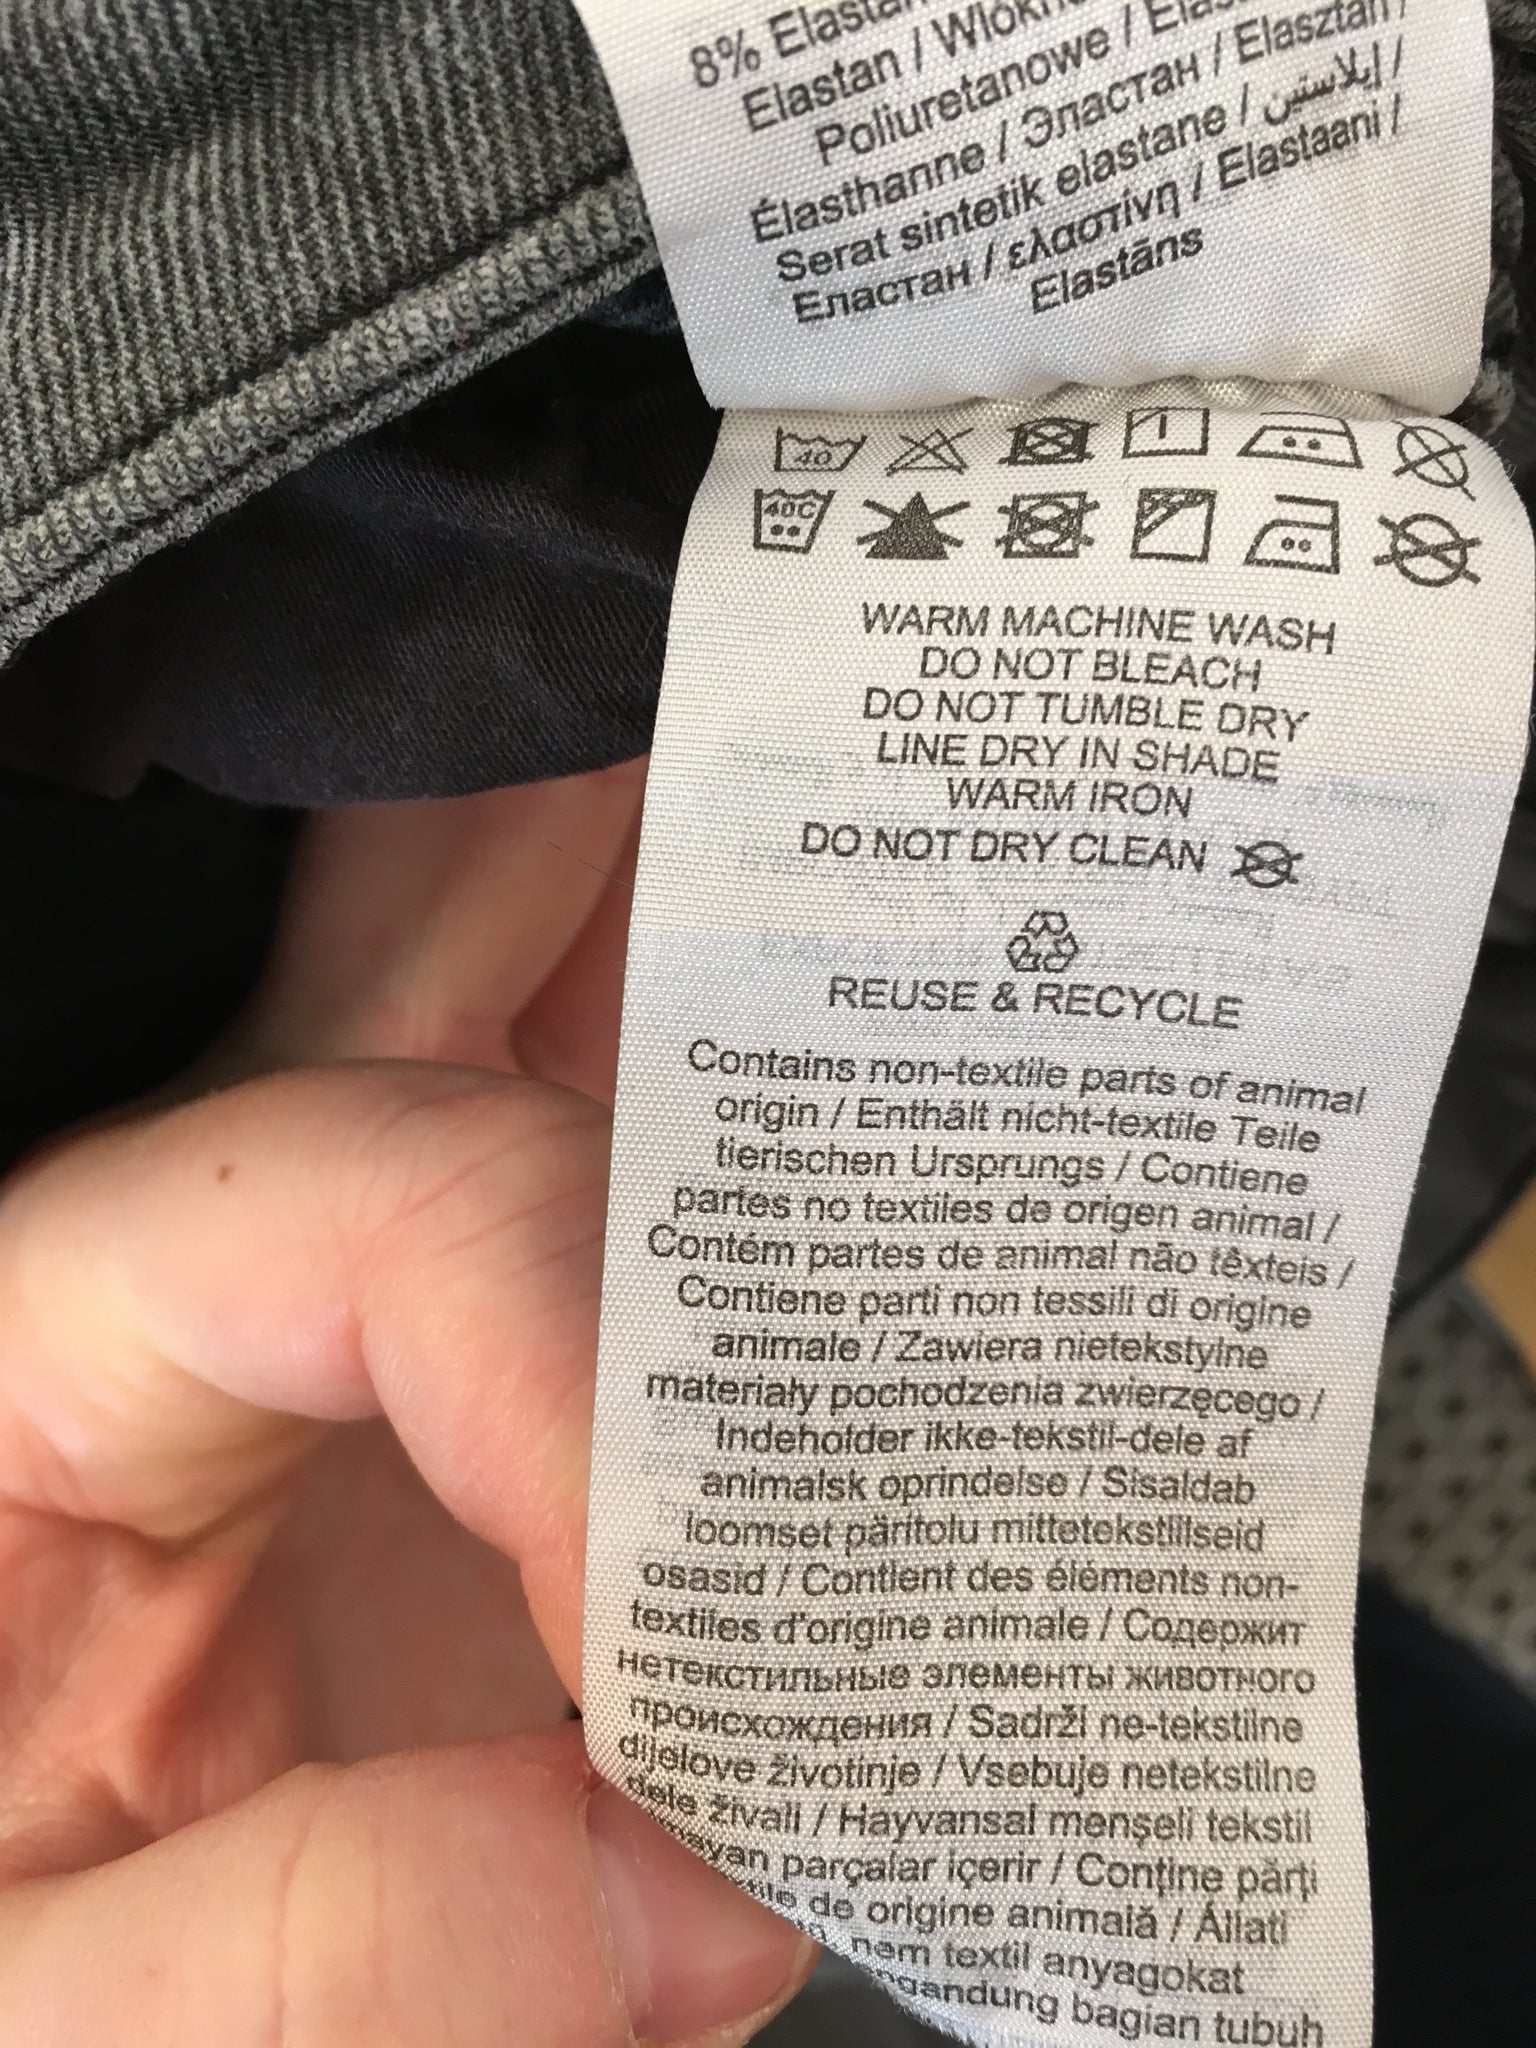 8%
Elastan /
Poliuretanowe /
Élasthanne / Эластан / Elasztán /
Serat sintetik elastane / إيلاستين /
Еластан / ελαστίνη / Elastaani /
Elastāns
40
40C
WARM MACHINE WASH
DO NOT BLEACH
DO NOT TUMBLE DRY
LINE DRY IN SHADE
WARM IRON
DO NOT DRY CLEAN
REUSE & RECYCLE
Contains non-textile parts of animal
origin / Enthält nicht-textile Teile
tierischen Ursprungs / Contiene
partes no textiles de origen animal /
Contém partes de animal não têxteis /
Contiene parti non tessili di origine
animale / Zawiera nietekstylne
materiały pochodzenia zwierzęcego /
Indeholder ikke-tekstil-dele af
animalsk oprindelse / Sisaldab
loomset päritolu mittetekstiilseid
osasid / Contient des éléments non-
textiles d'origine animale / Содержит
нетекстильные элементы животного
происхождения / Sadrži ne-tekstilne
dijelove životinje / Vsebuje netekstilne
dele živali / Hayvansal menşeli tekstil
parçalar içerir / Conține părți
de origine animală / Állati
nem textil anyagokat
bagian tubuh